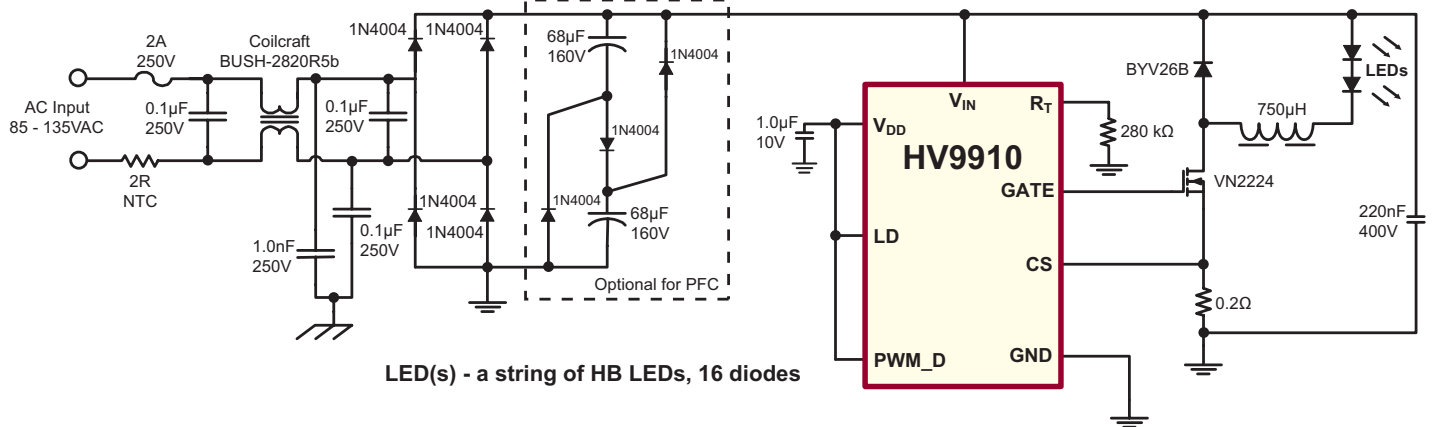 2A
250V
Coilcraft
BUSH-2820R5b
AC Input
85 - 135VAC
0.1µF
250V
0.1µF
250V
2R
NTC
1.0nF
250V
0.1µF
250V
1N4004
1N4004
1N4004
1N4004
68µF
160V
1N4004
1N4004
1N4004
68µF
160V
Optional for PFC
1.0µF
10V
VIN
RT
VDD
HV9910
GATE
LD
CS
PWM_D
GND
280 kΩ
BYV26B
LEDs
750µH
VN2224
220nF
400V
0.2Ω
LED(s) - a string of HB LEDs, 16 diodes